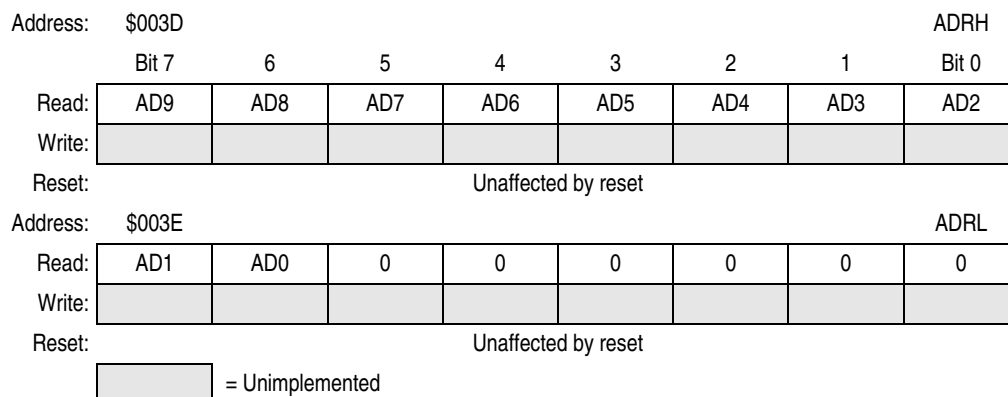 Address: $003D ADRH
Bit 7 6 5 4 3 2 1 Bit 0
Read: AD9 AD8 AD7 AD6 AD5 AD4 AD3 AD2
Write:
Reset: Unaffected by reset
Address: $003E ADRL
Read: AD1 AD0 0 0 0 0 0 0
Write:
Reset: Unaffected by reset
= Unimplemented